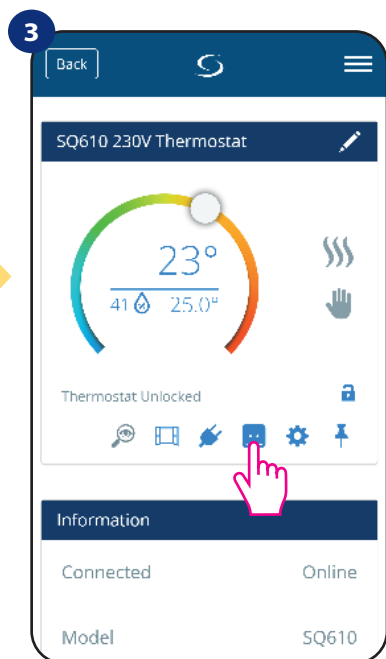 3
Back
SQ610 230V Thermostat
23°
41 25.0°
Thermostat Unlocked
Information
Connected Online
Model SQ610